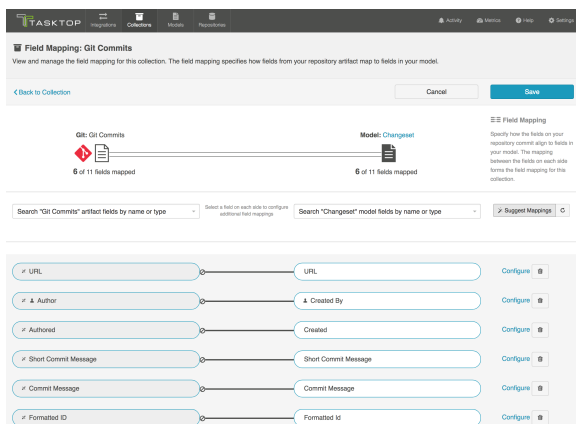 TASKTOP
Integrations
Collections
Models
Repositories
Activity
Metrics
Help
Settings
Field Mapping: Git Commits
View and manage the field mapping for this collection. The field mapping specifies how fields from your repository artifact map to fields in your model.
Back to Collection
Cancel
Save
Git: Git Commits
6 of 11 fields mapped
Model: Changeset
6 of 11 fields mapped
Field Mapping
Specify how the fields on your
repository commit align to fields in
your model. The mapping
between the fields on each side
forms the field mapping for this
collection.
Search "Git Commits" artifact fields by name or type
Select a field on each side to configure
additional field mappings
Search "Changeset" model fields by name or type
Suggest Mappings
URL
URL
Configure
Author
Created By
Configure
Authored
Created
Configure
Short Commit Message
Short Commit Message
Configure
Commit Message
Commit Message
Configure
Formatted ID
Formatted Id
Configure